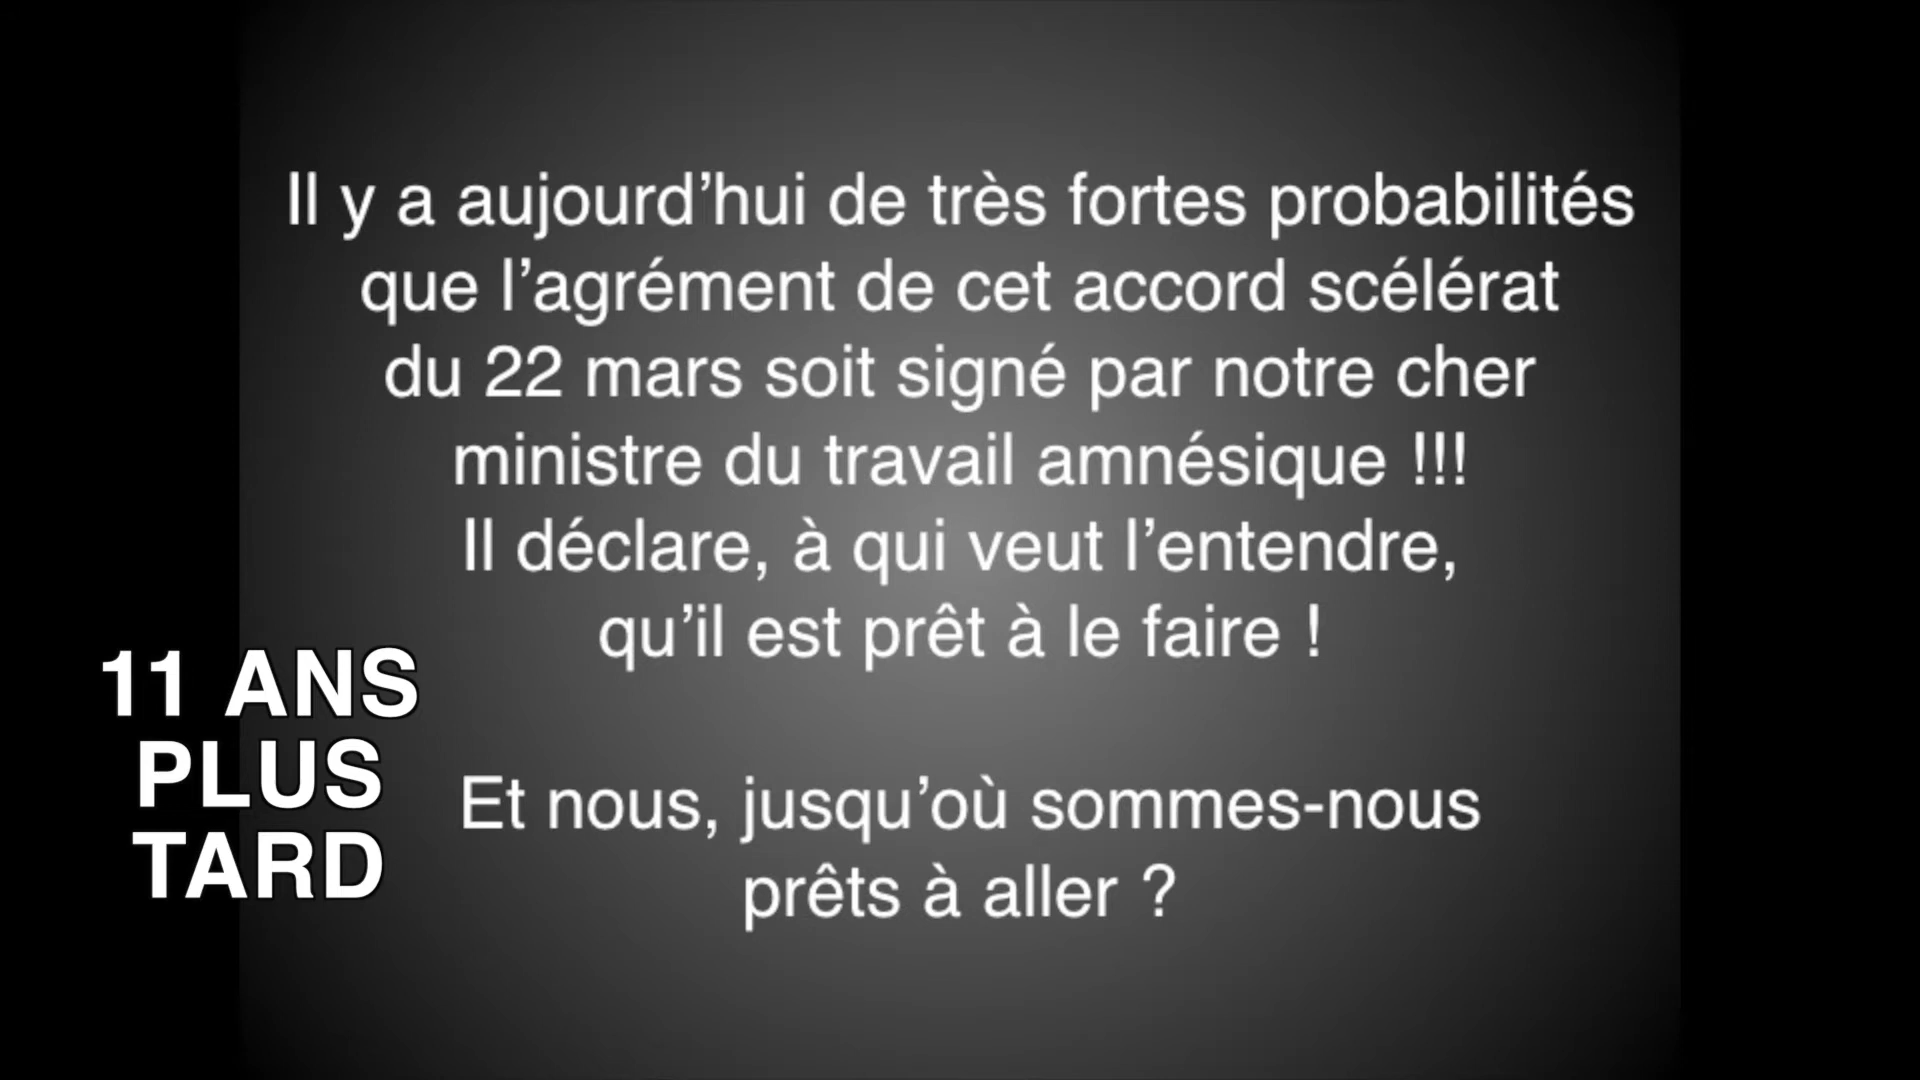 Il y a aujourd’hui de très fortes probabilités
que l’agrément de cet accord scélérat
du 22 mars soit signé par notre cher
ministre du travail amnésique !!!
Il déclare, à qui veut l’entendre,
qu’il est prêt à le faire !
Et nous, jusqu’où sommes-nous
prêts à aller ?
11 ANS
PLUS
TARD